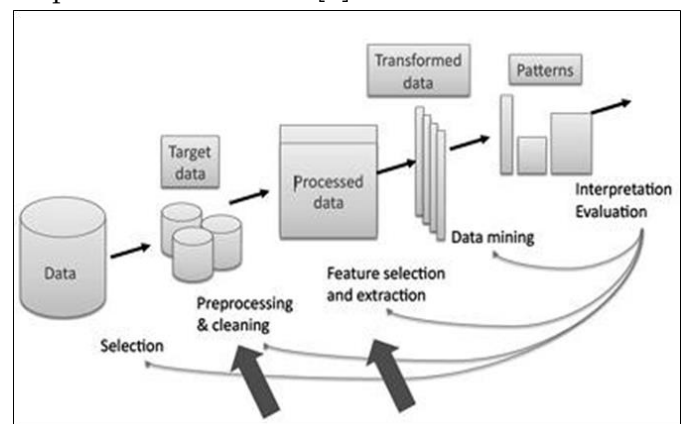 Transformed
data
Patterns
Target
data
Processed
data
Interpretation
Evaluation
Data mining
Data
Feature selection
and extraction
Preprocessing
& cleaning
Selection